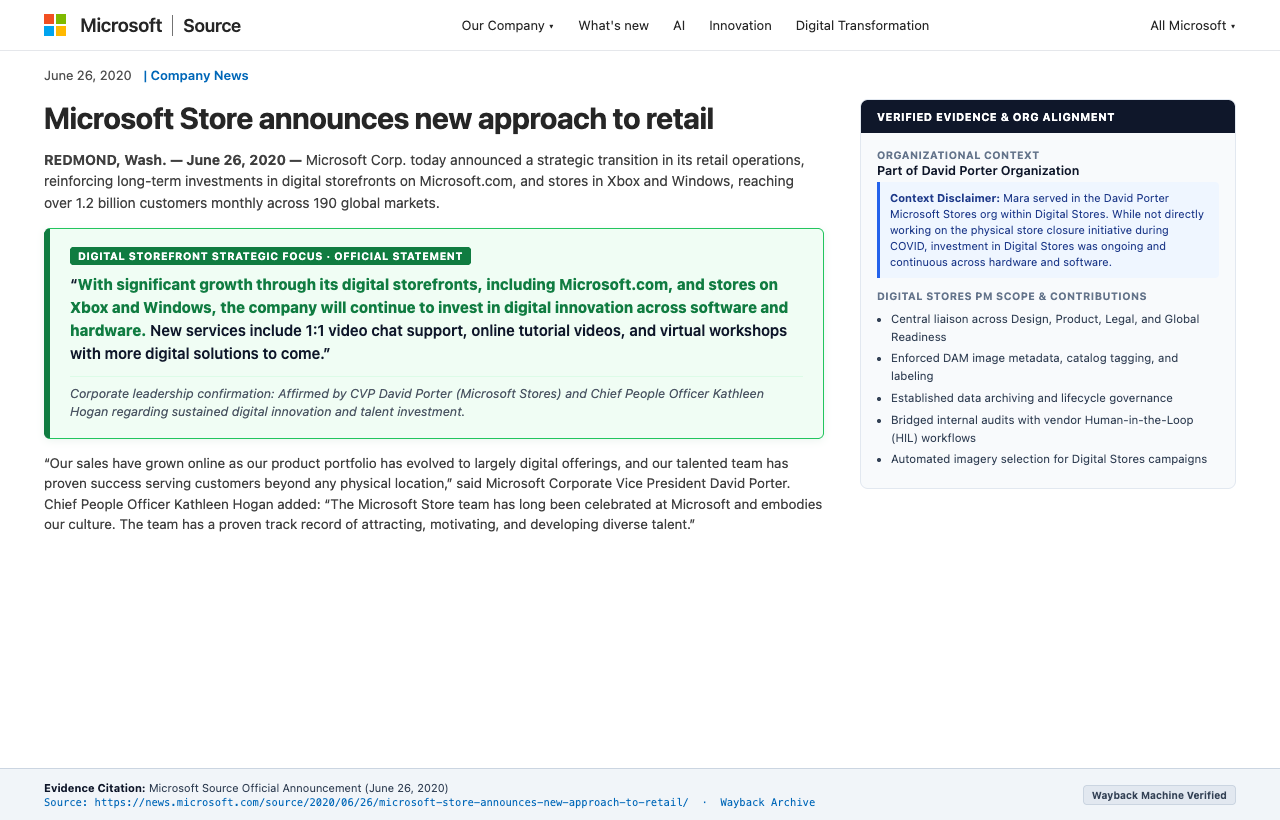 Microsoft | Source
Our Company ▾ What's new AI Innovation Digital Transformation
All Microsoft ▾
June 26, 2020 | Company News
Microsoft Store announces new approach to retail
REDMOND, Wash. — June 26, 2020 — Microsoft Corp. today announced a strategic transition in its retail operations,
reinforcing long-term investments in digital storefronts on Microsoft.com, and stores in Xbox and Windows, reaching
over 1.2 billion customers monthly across 190 global markets.
DIGITAL STOREFRONT STRATEGIC FOCUS · OFFICIAL STATEMENT
“With significant growth through its digital storefronts, including Microsoft.com, and stores on
Xbox and Windows, the company will continue to invest in digital innovation across software and
hardware. New services include 1:1 video chat support, online tutorial videos, and virtual workshops
with more digital solutions to come.”
Corporate leadership confirmation: Affirmed by CVP David Porter (Microsoft Stores) and Chief People Officer Kathleen
Hogan regarding sustained digital innovation and talent investment.
“Our sales have grown online as our product portfolio has evolved to largely digital offerings, and our talented team has
proven success serving customers beyond any physical location,” said Microsoft Corporate Vice President David Porter.
Chief People Officer Kathleen Hogan added: “The Microsoft Store team has long been celebrated at Microsoft and embodies
our culture. The team has a proven track record of attracting, motivating, and developing diverse talent.”
VERIFIED EVIDENCE & ORG ALIGNMENT
ORGANIZATIONAL CONTEXT
Part of David Porter Organization
Context Disclaimer: Mara served in the David Porter
Microsoft Stores org within Digital Stores. While not directly
working on the physical store closure initiative during
COVID, investment in Digital Stores was ongoing and
continuous across hardware and software.
DIGITAL STORES PM SCOPE & CONTRIBUTIONS
• Central liaison across Design, Product, Legal, and Global
Readiness
• Enforced DAM image metadata, catalog tagging, and
labeling
• Established data archiving and lifecycle governance
• Bridged internal audits with vendor Human-in-the-Loop
(HIL) workflows
• Automated imagery selection for Digital Stores campaigns
Evidence Citation: Microsoft Source Official Announcement (June 26, 2020)
Source: https://news.microsoft.com/source/2020/06/26/microsoft-store-announces-new-approach-to-retail/ · Wayback Archive
Wayback Machine Verified